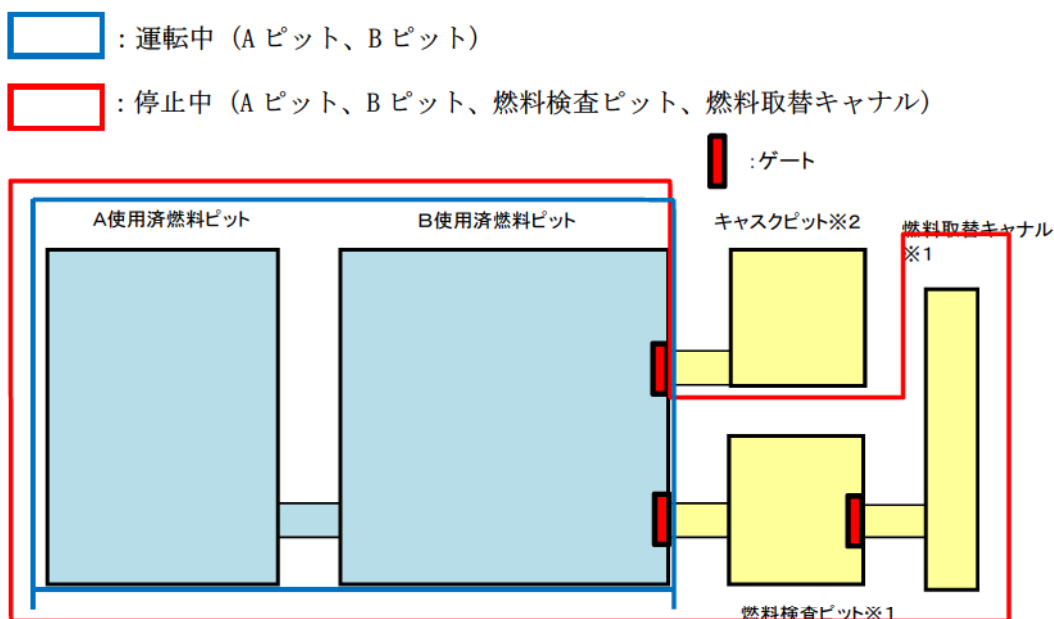 ：運転中（A ピット、B ピット）
：停止中（A ピット、B ピット、燃料検査ピット、燃料取替キャナル）
：ゲート
A使用済燃料ピット
B使用済燃料ピット
キャスクピット※2
燃料取替キャナル
※1
燃料検査ピット※1